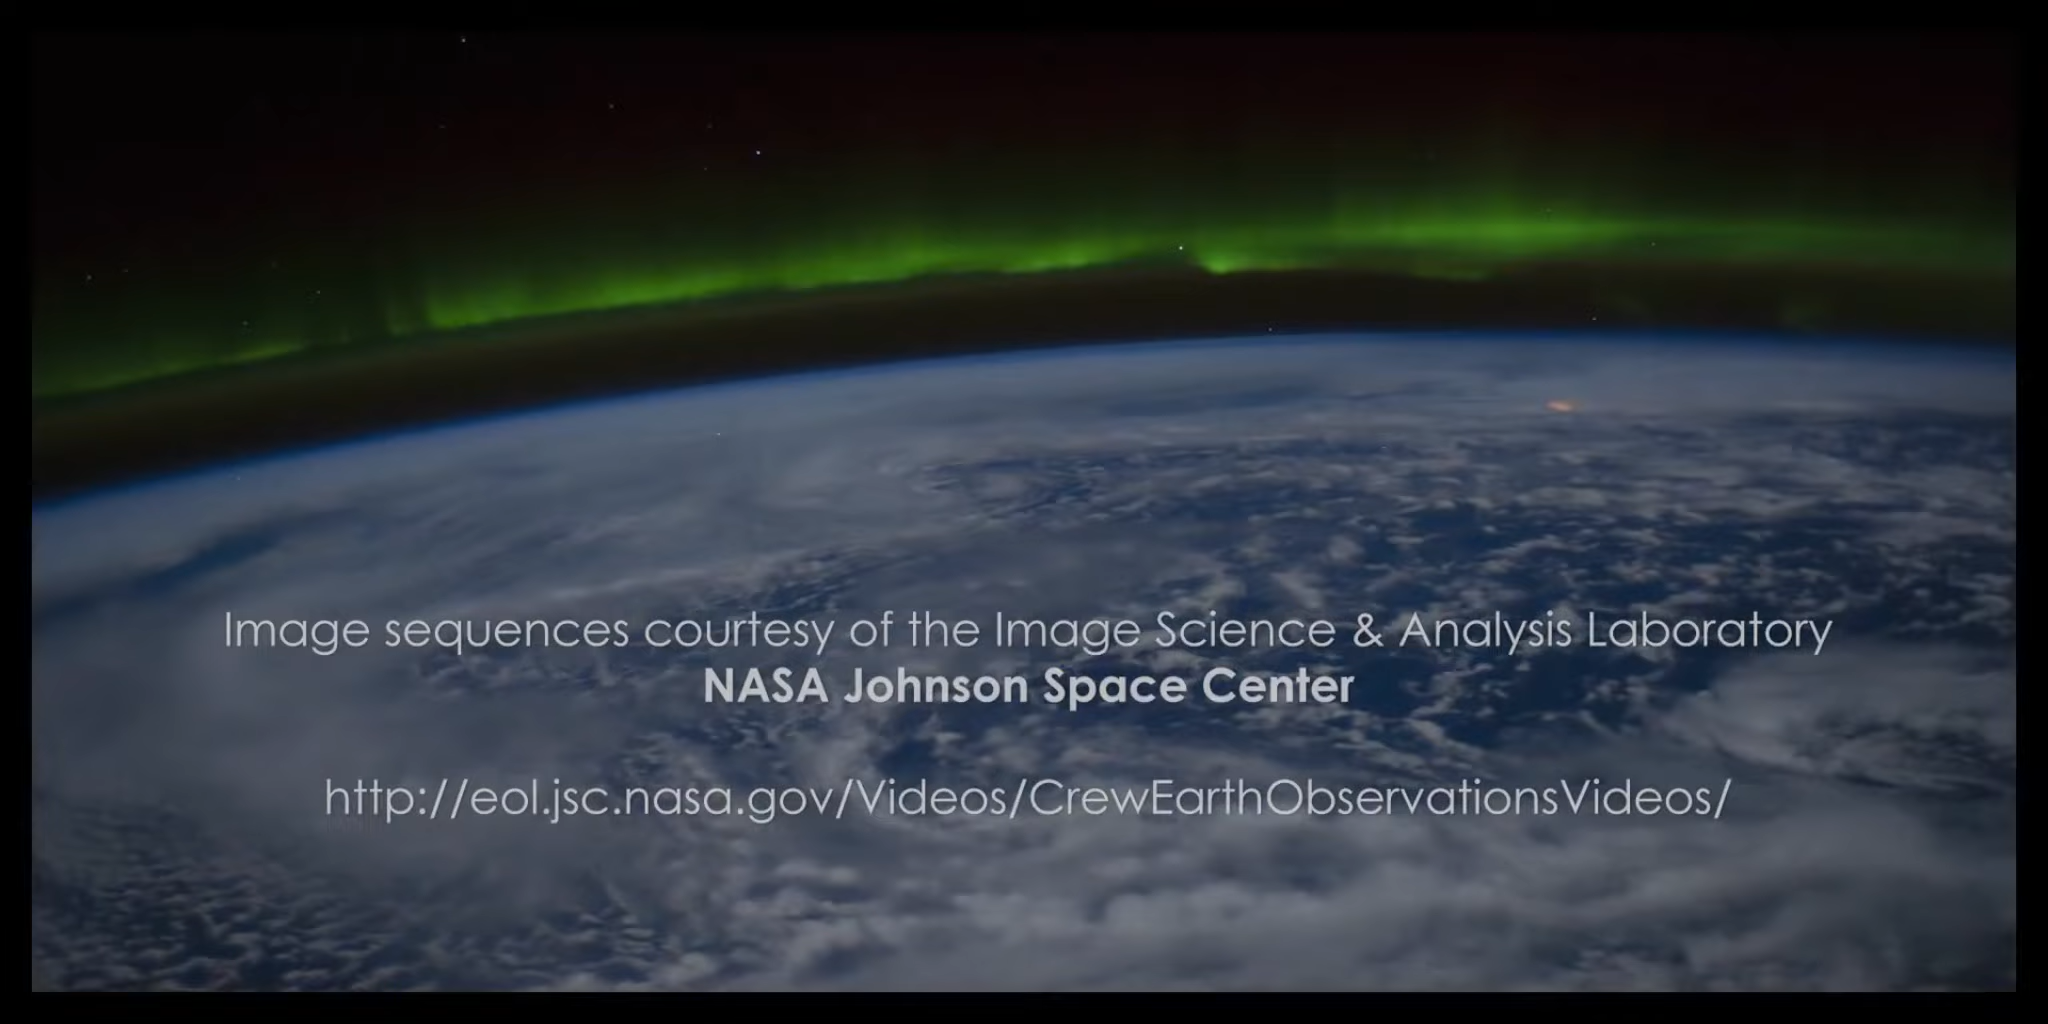 Image sequences courtesy of the Image Science & Analysis Laboratory
NASA Johnson Space Center
http://eol.jsc.nasa.gov/Videos/CrewEarthObservationsVideos/